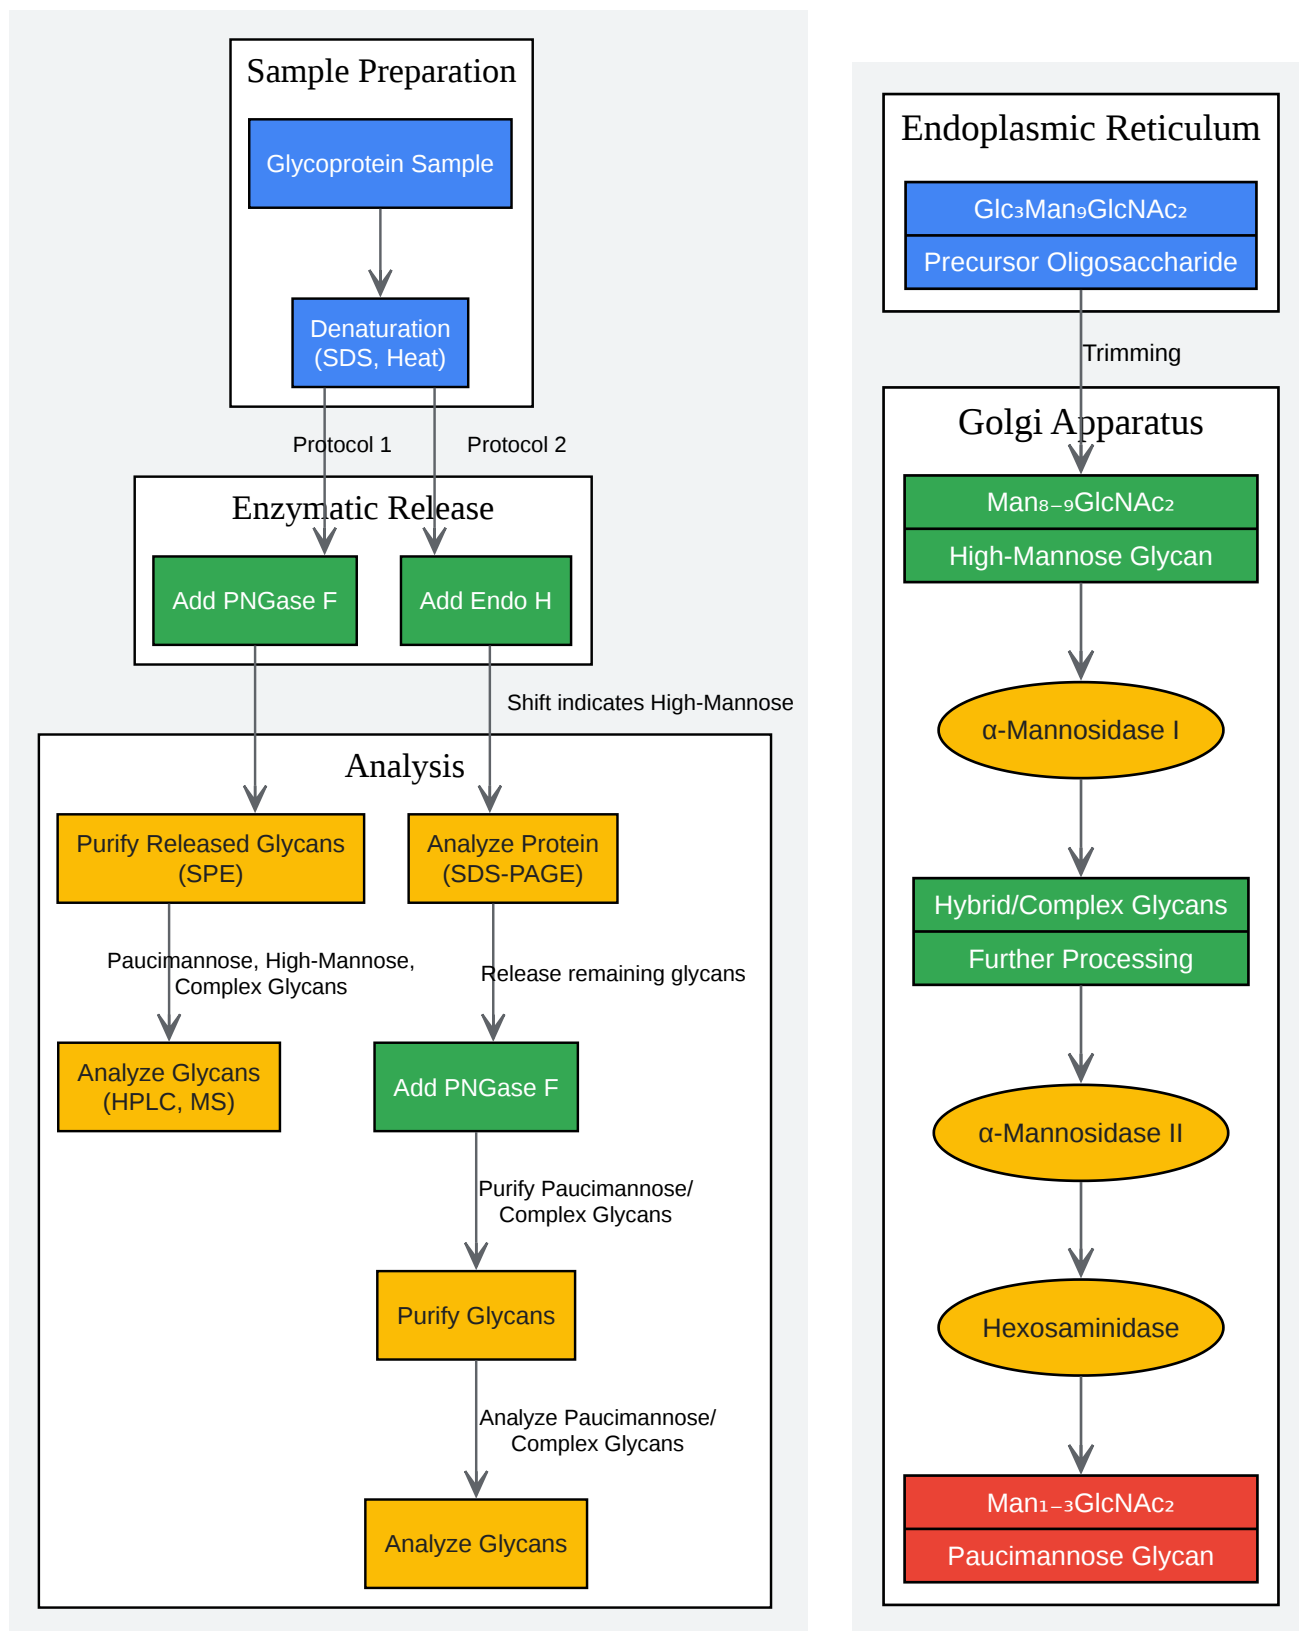 Sample Preparation
Glycoprotein Sample
Denaturation
(SDS, Heat)
Protocol 1
Protocol 2
Enzymatic Release
Add PNGase F
Add Endo H
Shift indicates High-Mannose
Analysis
Purify Released Glycans
(SPE)
Analyze Protein
(SDS-PAGE)
Paucimannose, High-Mannose,
Complex Glycans
Release remaining glycans
Analyze Glycans
(HPLC, MS)
Add PNGase F
Purify Paucimannose/
Complex Glycans
Purify Glycans
Analyze Paucimannose/
Complex Glycans
Analyze Glycans
Endoplasmic Reticulum
Glc₃Man₉GlcNAc₂
Precursor Oligosaccharide
Trimming
Golgi Apparatus
Man₈₋₉GlcNAc₂
High-Mannose Glycan
α-Mannosidase I
Hybrid/Complex Glycans
Further Processing
α-Mannosidase II
Hexosaminidase
Man₁₋₃GlcNAc₂
Paucimannose Glycan